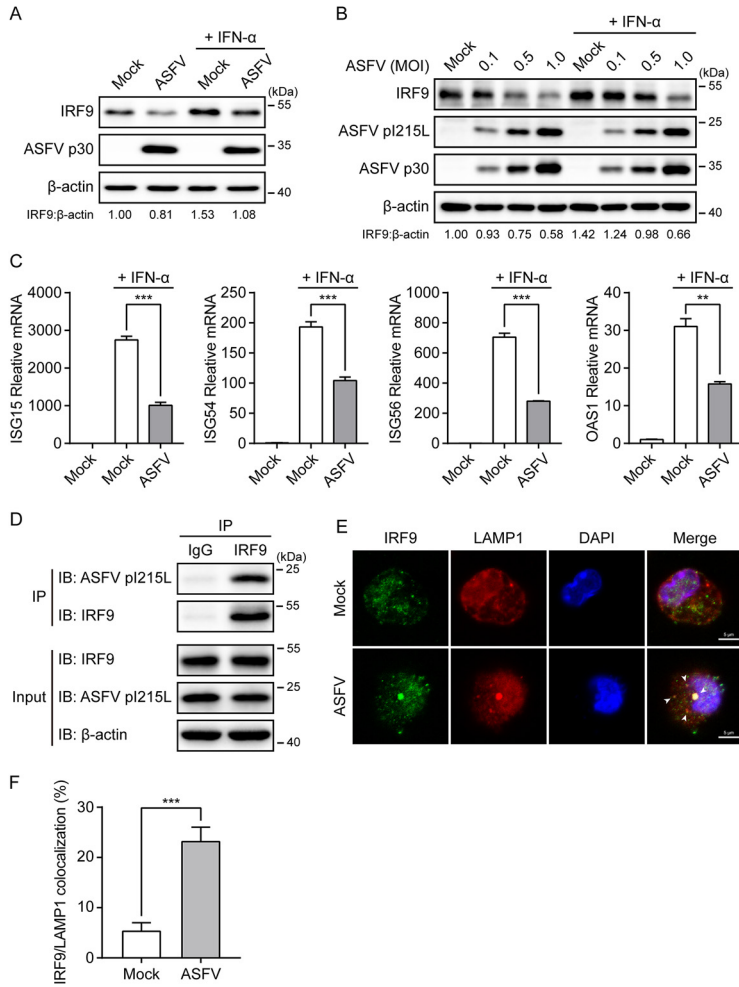 A
+ IFN-α
Mock ASFV Mock ASFV
(kDa)
IRF9
55
ASFV p30
35
β-actin
40
IRF9:β-actin 1.00 0.81 1.53 1.08
B
+ IFN-α
ASFV (MOI) Mock 0.1 0.5 1.0 Mock 0.1 0.5 1.0
(kDa)
IRF9
55
ASFV pI215L
25
ASFV p30
35
β-actin
40
IRF9:β-actin 1.00 0.93 0.75 0.58 1.42 1.24 0.98 0.66
C
+ IFN-α
***
ISG15 Rleative mRNA
4000
3000
2000
1000
0
Mock Mock ASFV
+ IFN-α
***
ISG54 Rleative mRNA
250
200
150
100
50
0
Mock Mock ASFV
+ IFN-α
***
ISG56 Rleative mRNA
1000
800
600
400
200
0
Mock Mock ASFV
+ IFN-α
**
OAS1 Rleative mRNA
40
30
20
10
0
Mock Mock ASFV
D
IP
IgG IRF9
(kDa)
IP
IB: ASFV pI215L
25
IB: IRF9
55
Input
IB: IRF9
55
IB: ASFV pI215L
25
IB: β-actin
40
E
IRF9 LAMP1 DAPI Merge
Mock
5 μm
ASFV
5 μm
F
IRF9/LAMP1 colocalization (%)
***
30
20
10
0
Mock ASFV